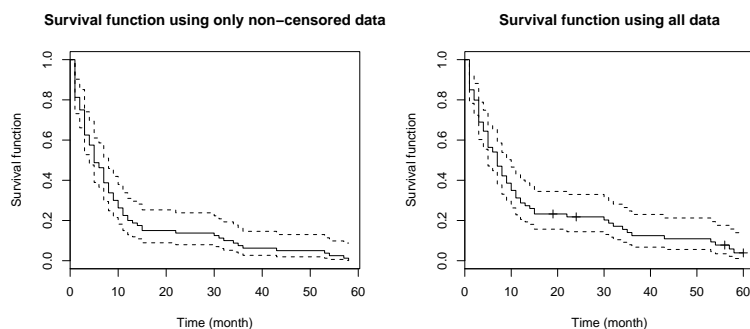 Survival function using only non−censored data
Survival function
1.0
0.8
0.6
0.4
0.2
0.0
0 10 20 30 40 50 60
Time (month)
Survival function using all data
Survival function
1.0
0.8
0.6
0.4
0.2
0.0
0 10 20 30 40 50 60
Time (month)